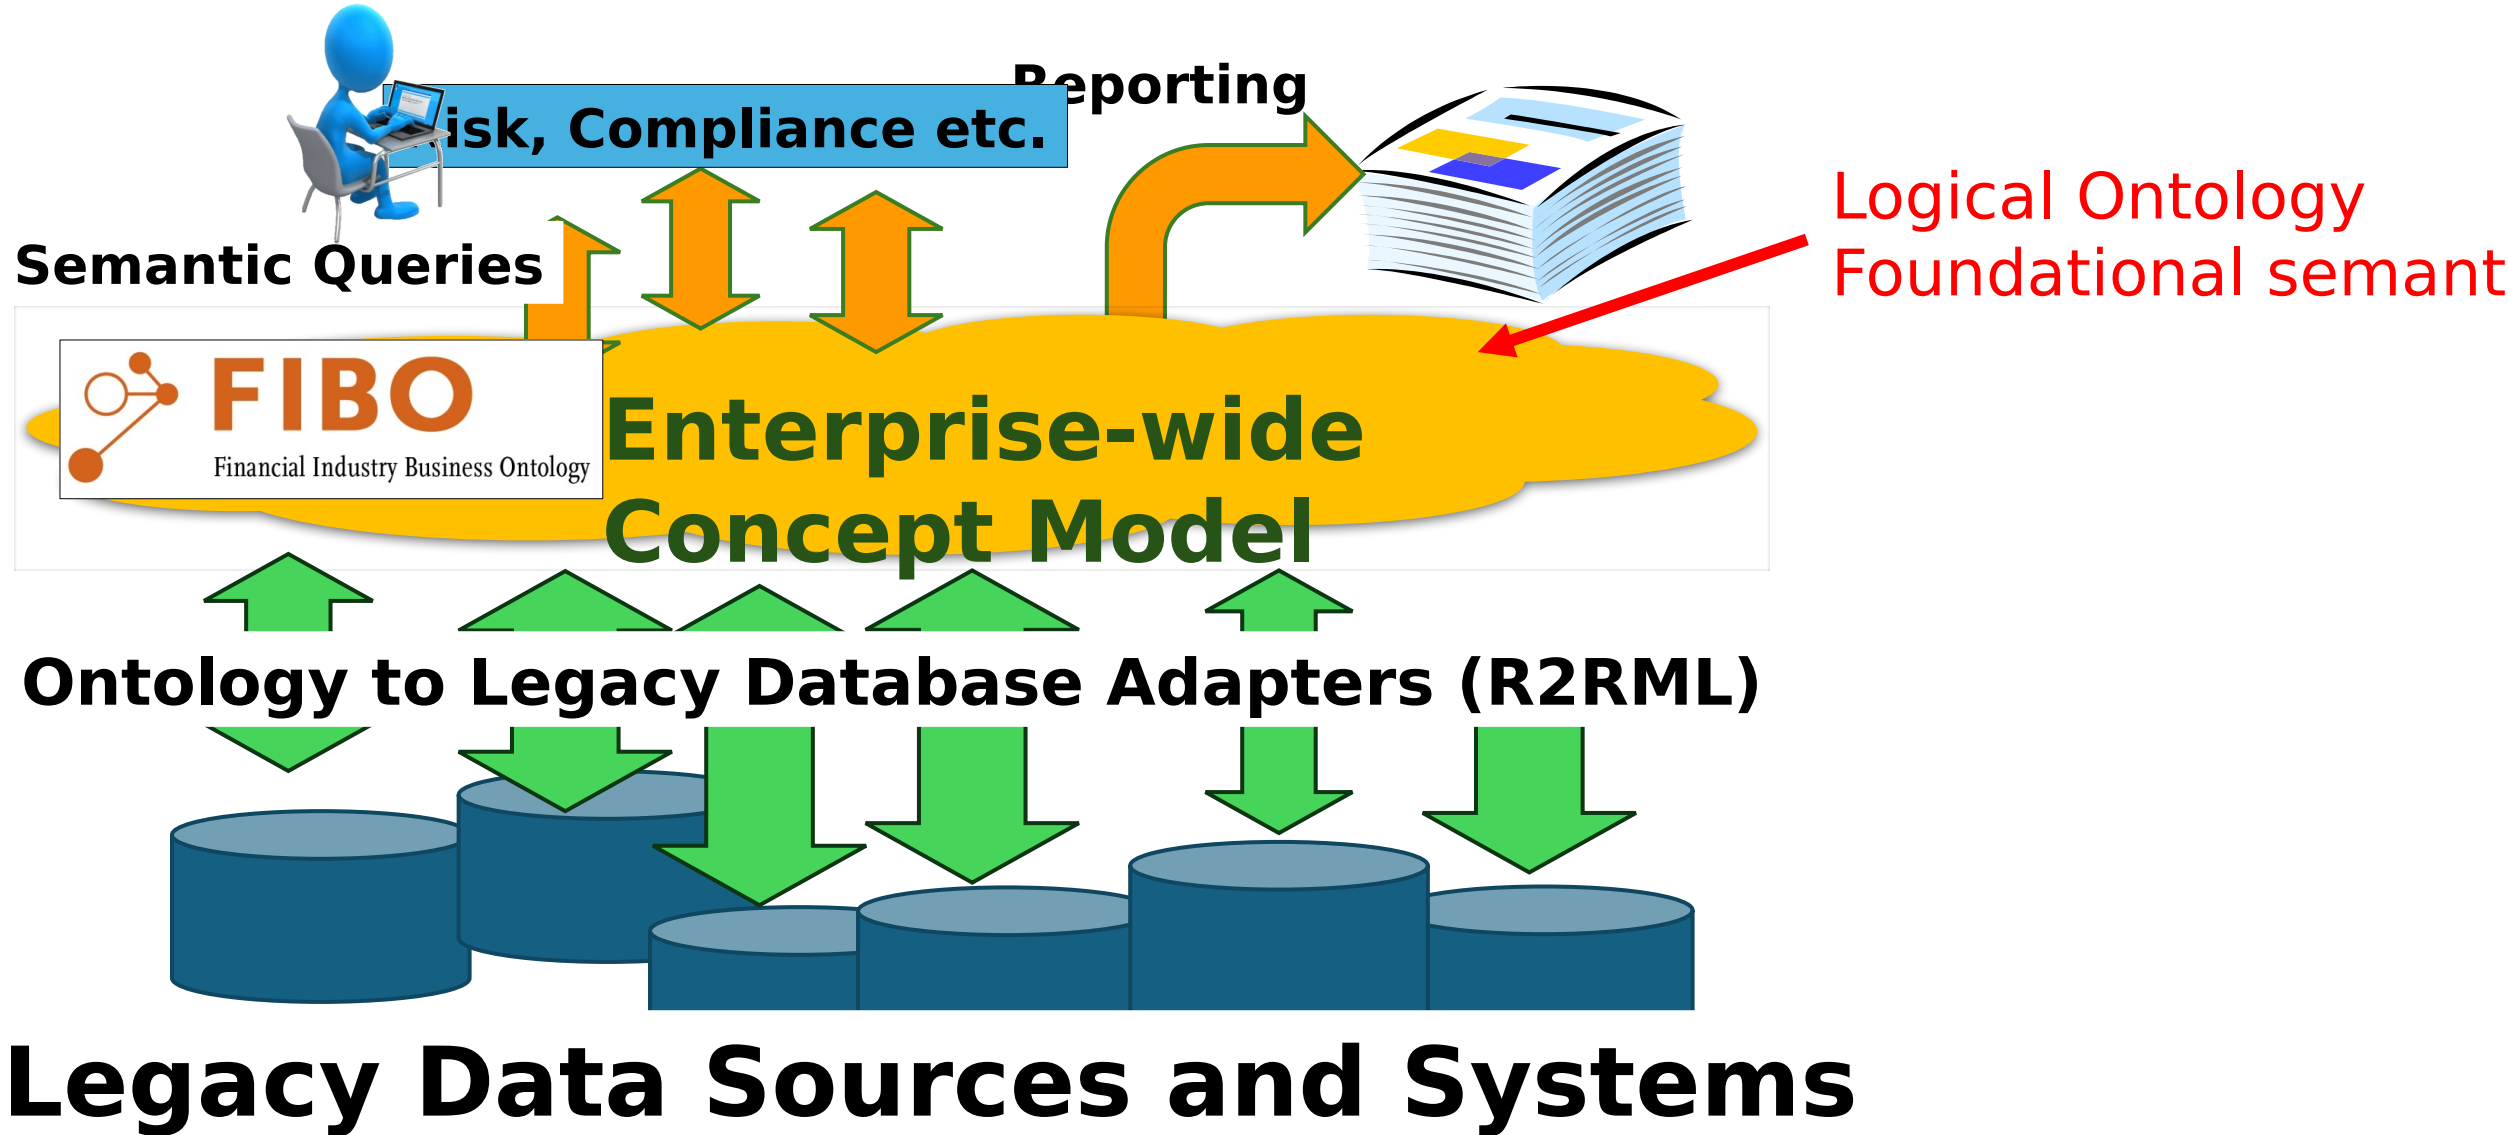 Reporting
isk, Compliance etc.
Logical Ontology
Foundational semant
Semantic Queries
FIBO
Financial Industry Business Ontology
Enterprise-wide
Concept Model
Ontology to Legacy Database Adapters (R2RML)
Legacy Data Sources and Systems